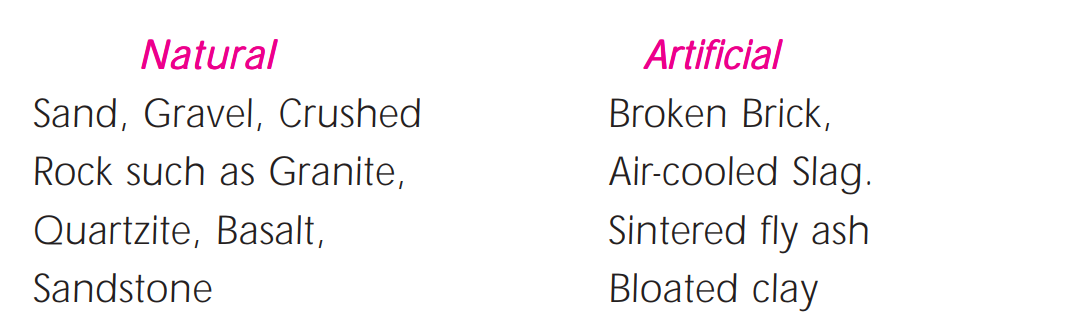 Natural
Sand, Gravel, Crushed
Rock such as Granite,
Quartzite, Basalt,
Sandstone
Artificial
Broken Brick,
Air-cooled Slag.
Sintered fly ash
Bloated clay